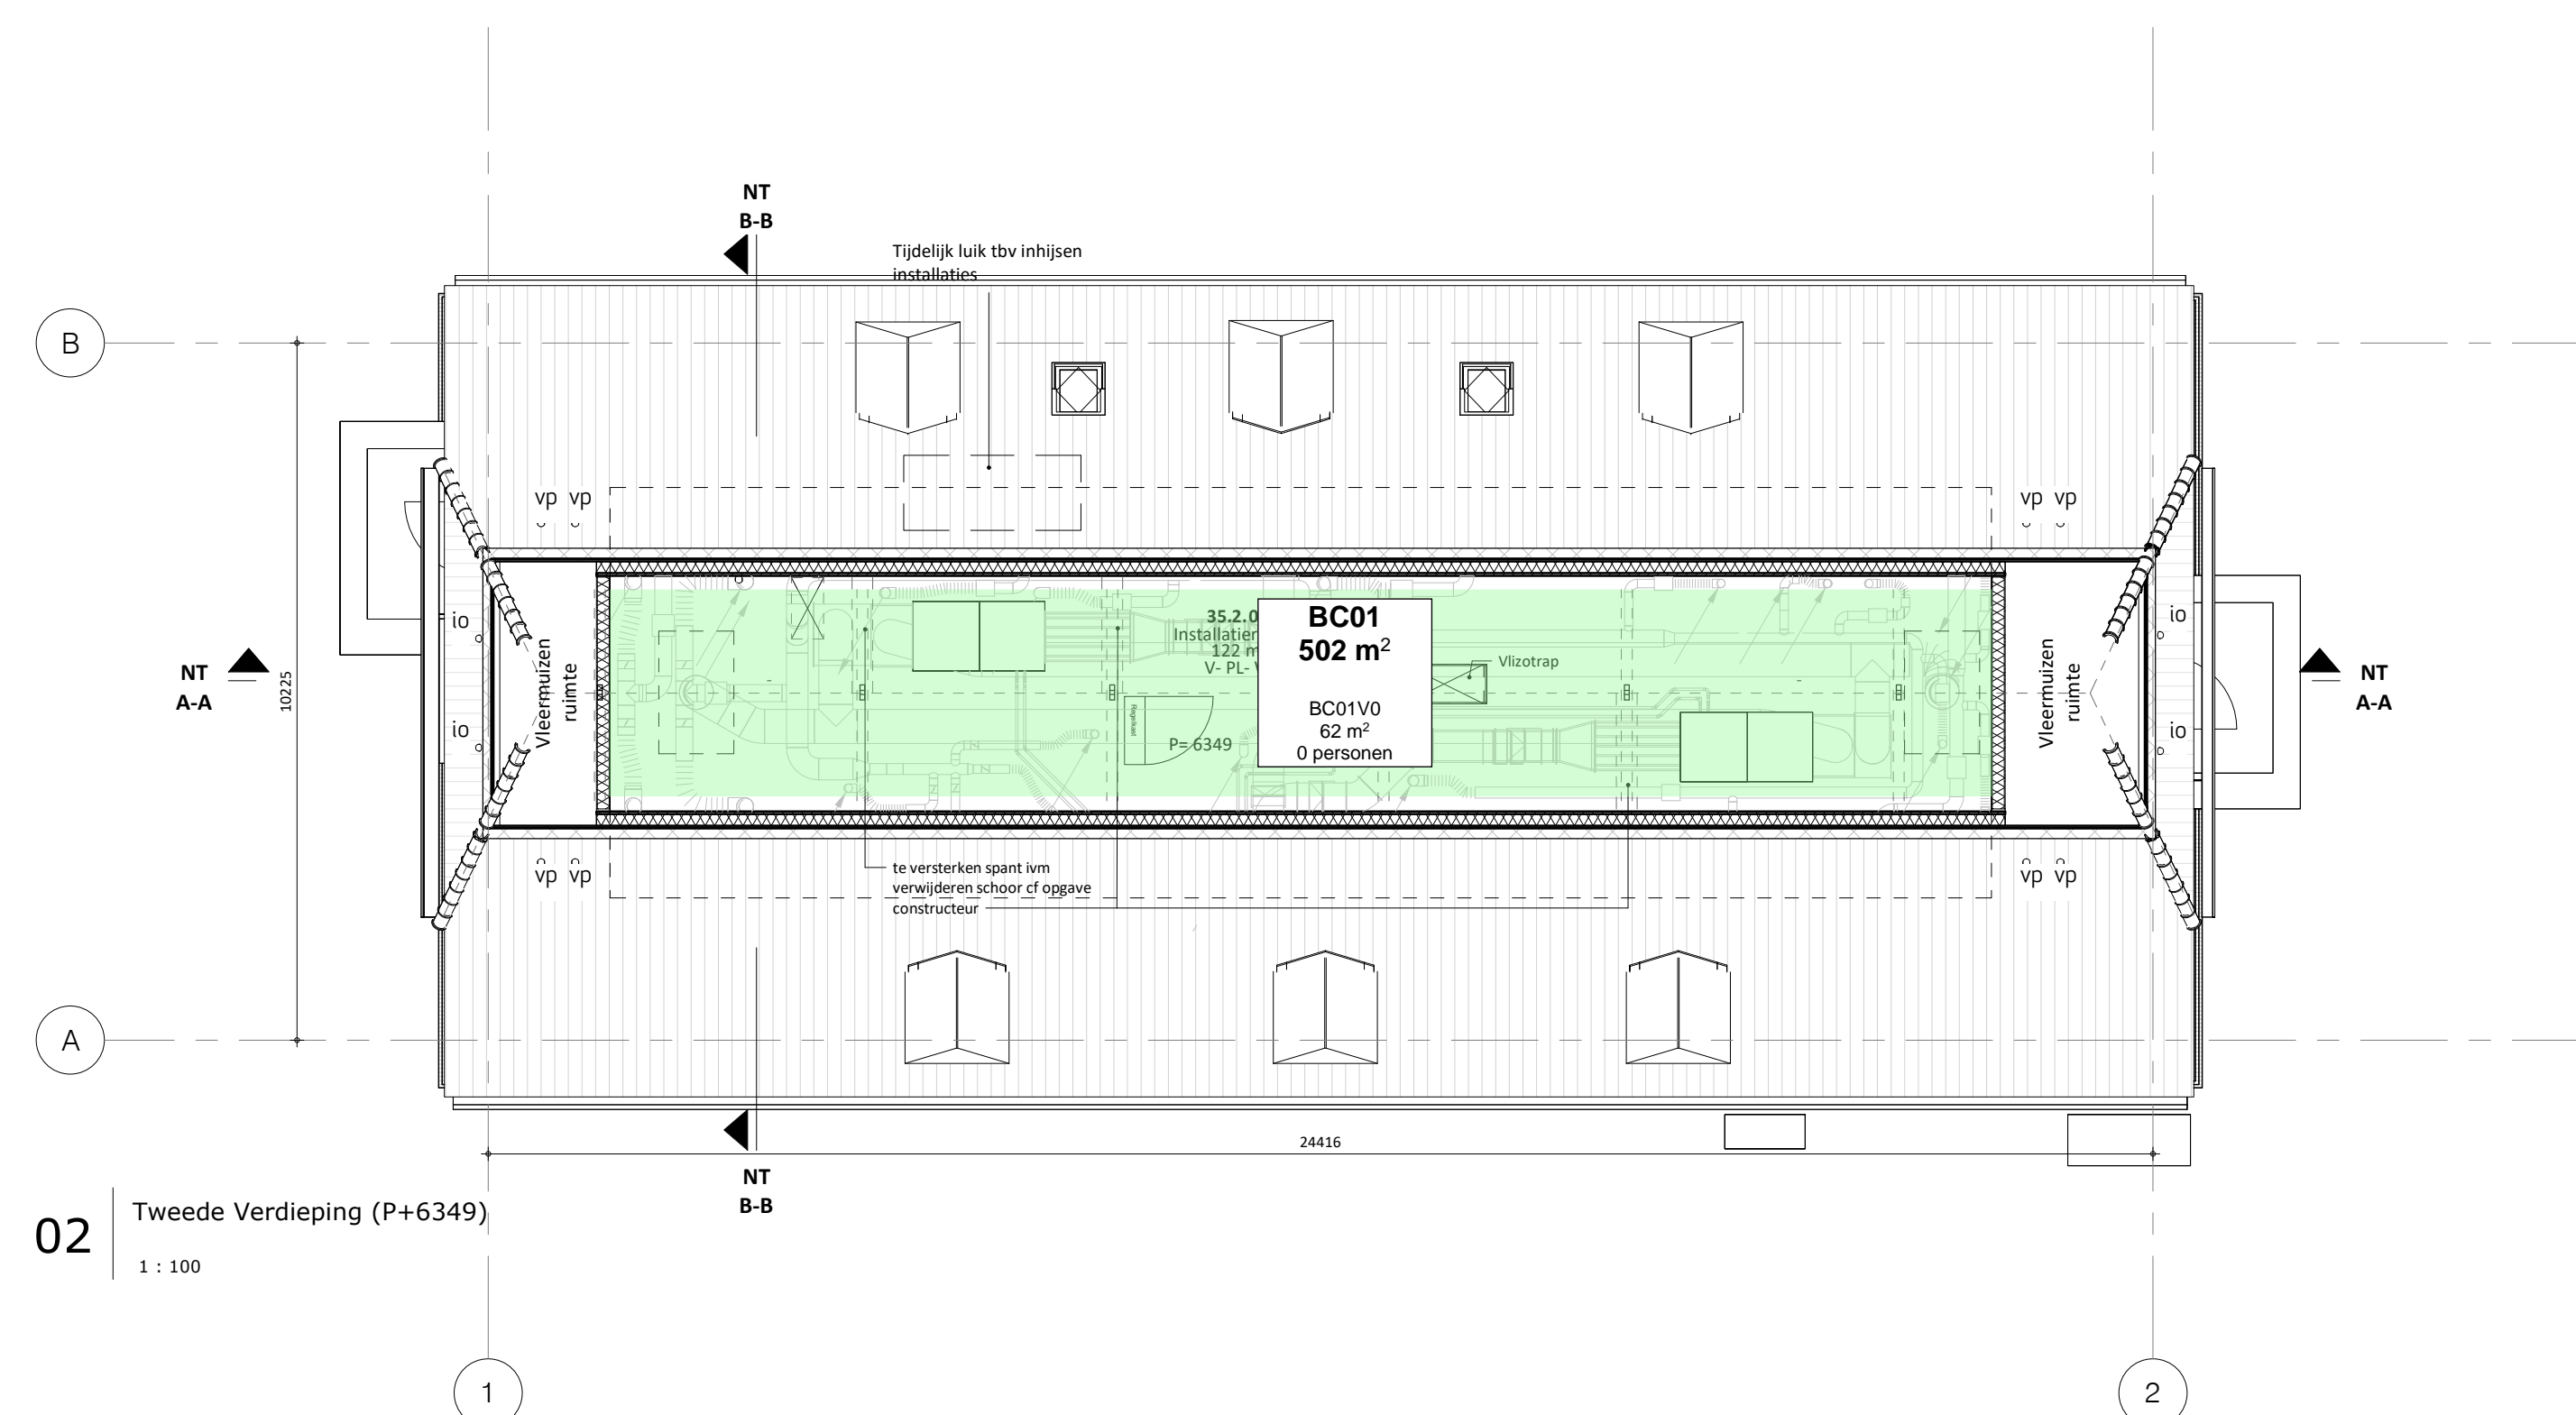 NT
B-B
Tijdelijk luik tbv inhijsen
installaties
B
vp vp
vp vp
10225
NT
A-A
io
io
Vleermuizen
ruimte
35.2.0
Installatie
122 m
V- PL-
BC01
502 m²
BC01V0
62 m²
0 personen
Vlizotrap
Regelkast
P= 6349
Vleermuizen
ruimte
io
io
NT
A-A
vp vp
vp vp
te versterken spant ivm
verwijderen schoor cf opgave
constructeur
A
24416
NT
B-B
02
Tweede Verdieping (P+6349)
1 : 100
1
2